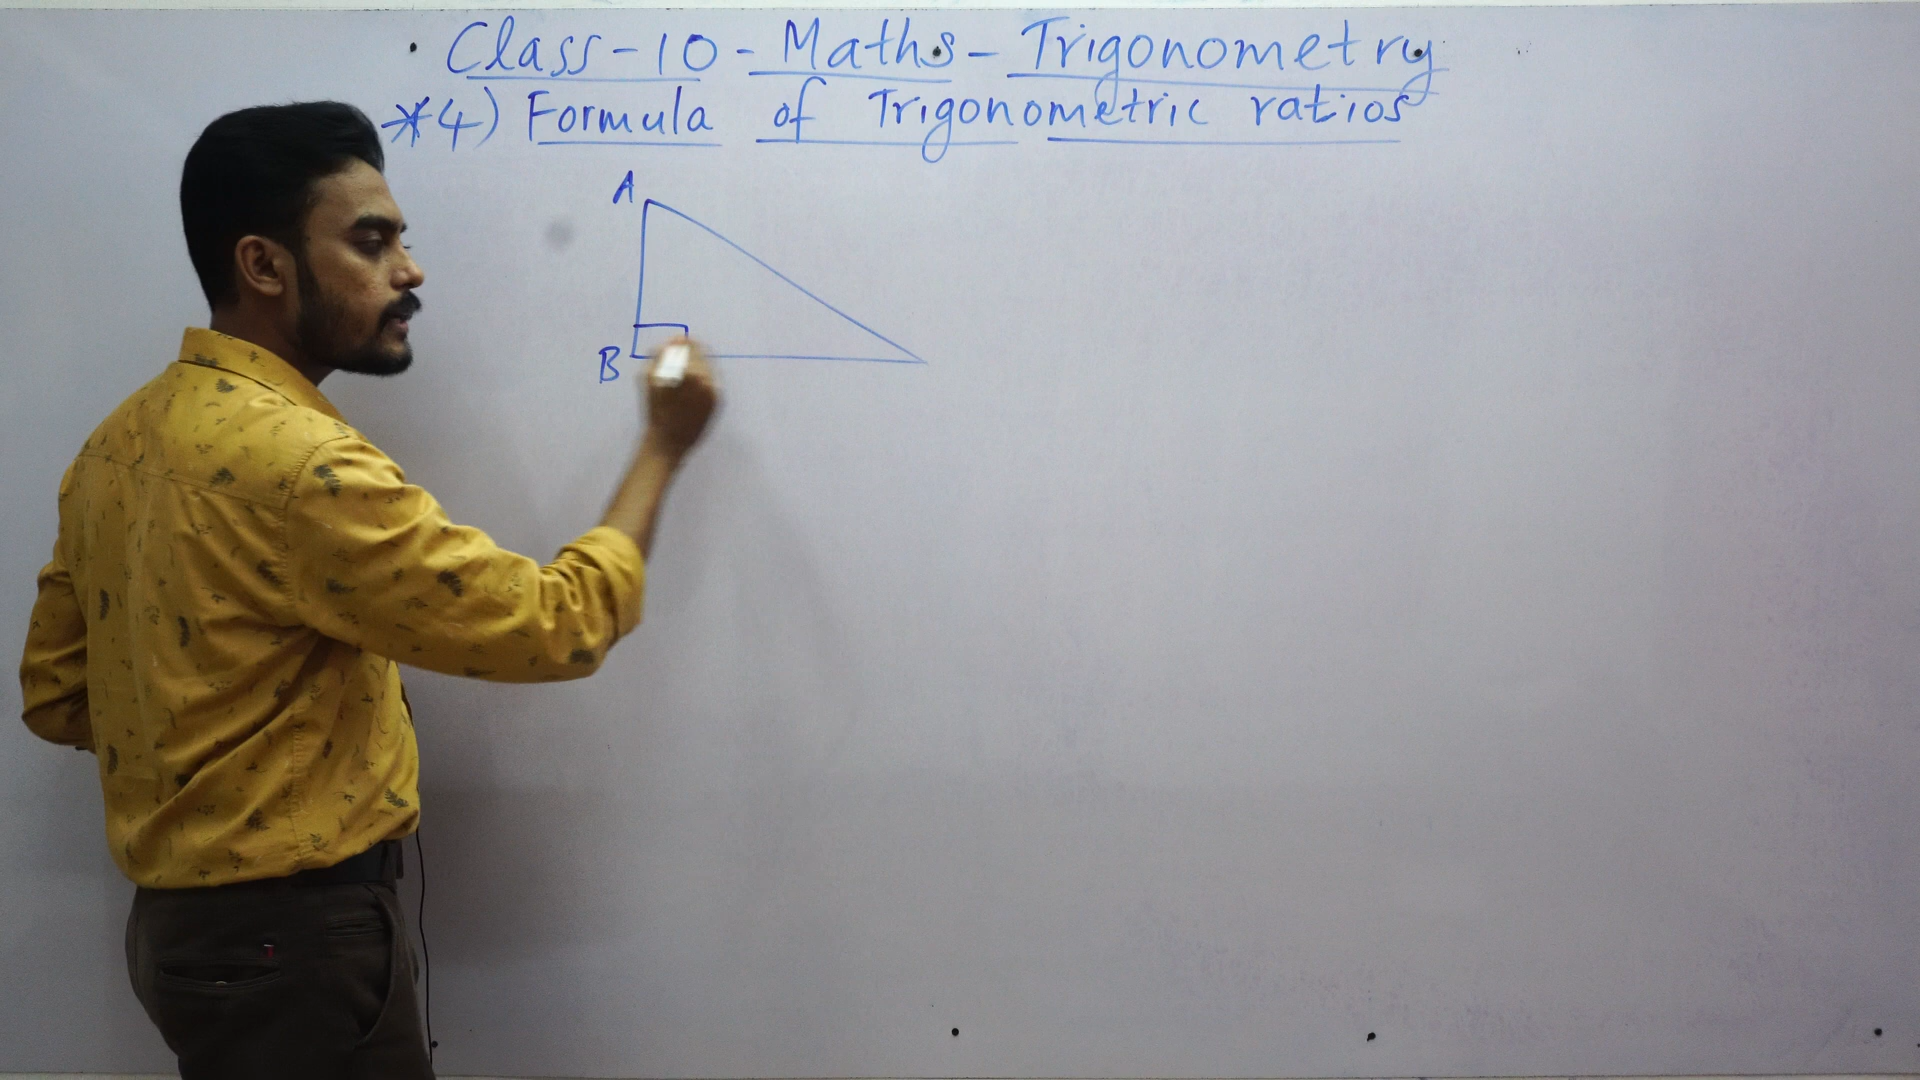 Class-10 - Maths - Trigonometry
*4) Formula of Trigonometric ratios
A
B